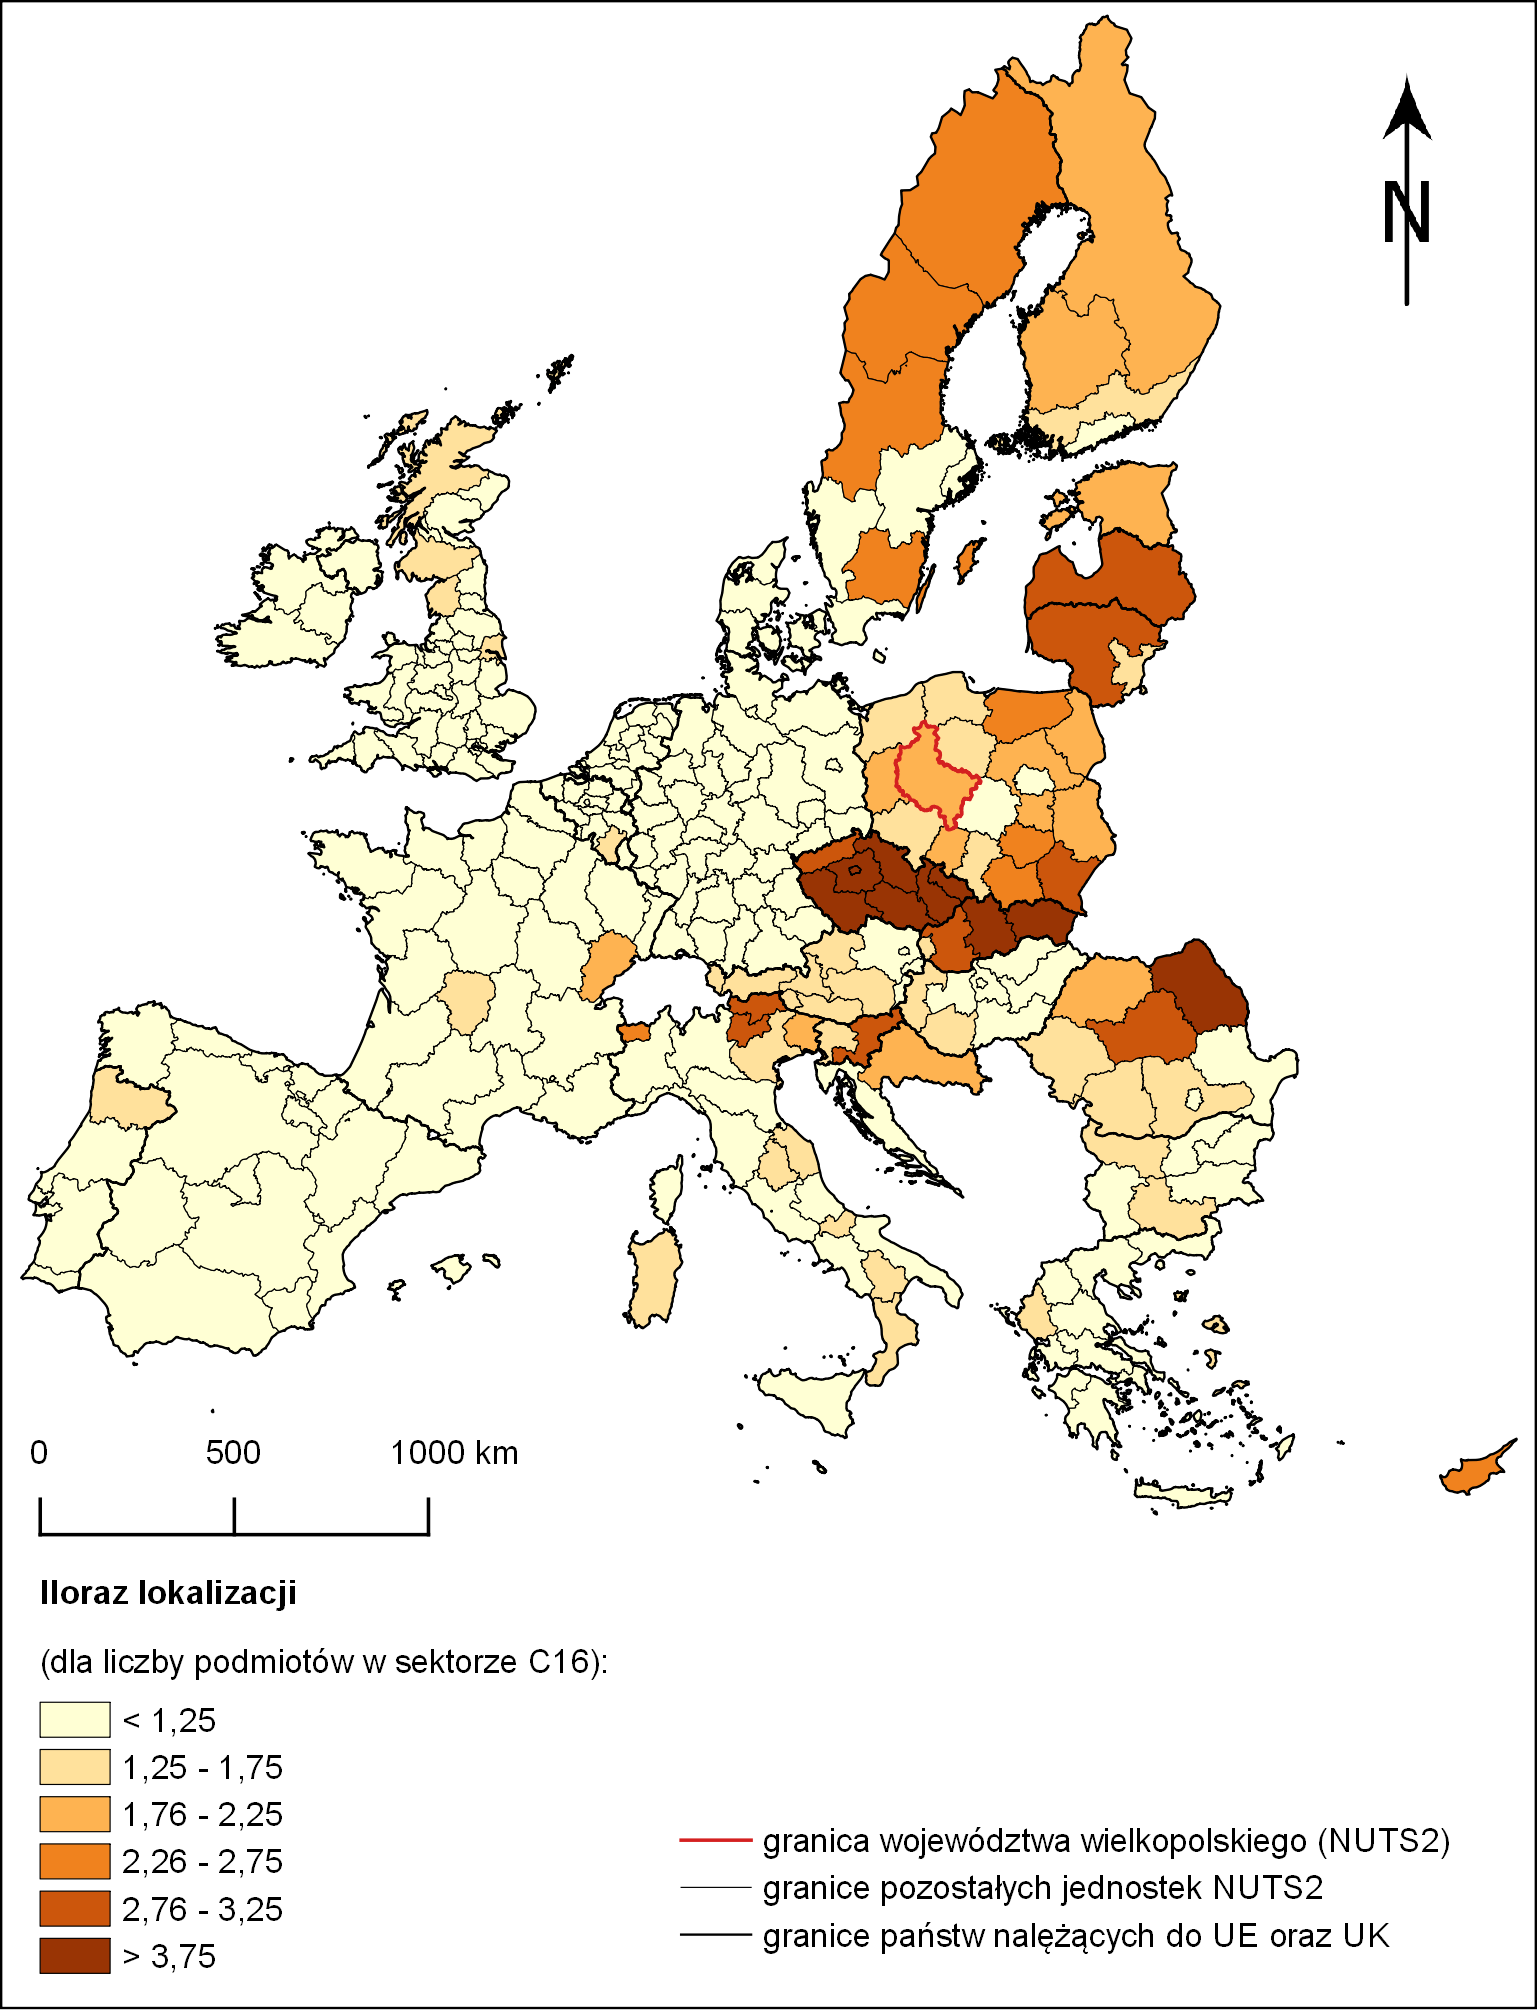 N
0 500 1000 km
Iloraz lokalizacji
(dla liczby podmiotów w sektorze C16):
< 1,25
1,25 - 1,75
1,76 - 2,25
2,26 - 2,75
2,76 - 3,25
> 3,75
granica województwa wielkopolskiego (NUTS2)
granice pozostałych jednostek NUTS2
granice państw nalężących do UE oraz UK